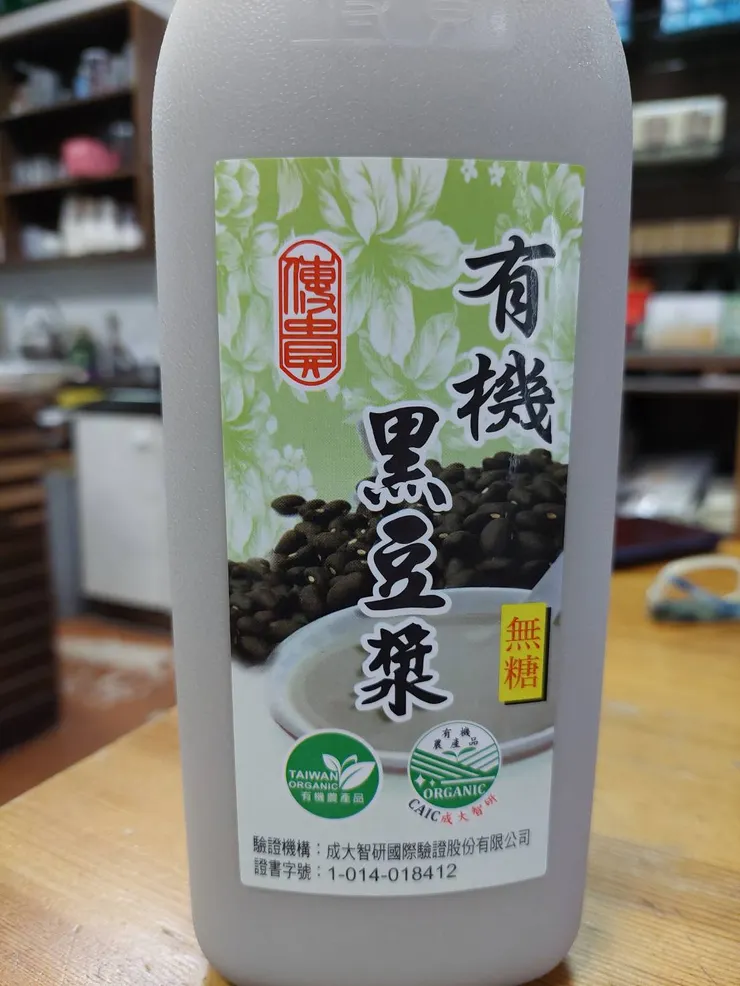 有機
黑豆漿
無糖
TAIWAN
ORGANIC
有機農產品
有機
農產品
ORGANIC
CAIC成大智研
驗證機構：成大智研國際驗證股份有限公司
證書字號：1-014-018412